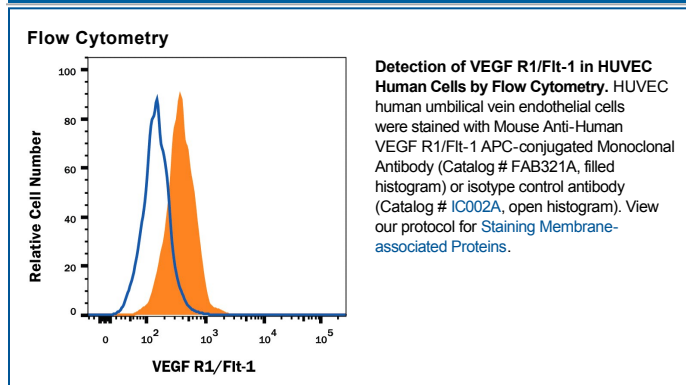 Flow Cytometry
100
80
60
40
20
0
Relative Cell Number
0 10² 10³ 10⁴ 10⁵
VEGF R1/Flt-1
Detection of VEGF R1/Flt-1 in HUVEC
Human Cells by Flow Cytometry. HUVEC
human umbilical vein endothelial cells
were stained with Mouse Anti-Human
VEGF R1/Flt-1 APC-conjugated Monoclonal
Antibody (Catalog # FAB321A, filled
histogram) or isotype control antibody
(Catalog # IC002A, open histogram). View
our protocol for Staining Membrane-
associated Proteins.